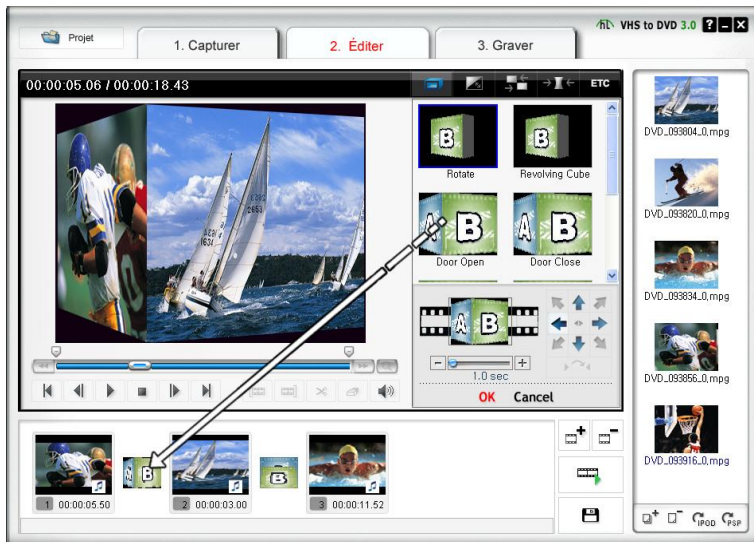 Projet
1. Capturer
2. Éditer
3. Graver
hL VHS to DVD 3.0
00:00:05.06 / 00:00:18.43
ETC
Rotate
Revolving Cube
Door Open
Door Close
1.0 sec
OK Cancel
DVD_093804_0,mpg
DVD_093820_0,mpg
DVD_093834_0,mpg
DVD_093856_0,mpg
DVD_093916_0,mpg
1 00:00:05.50
2 00:00:03.00
3 00:00:11.52
IPOD
PSP